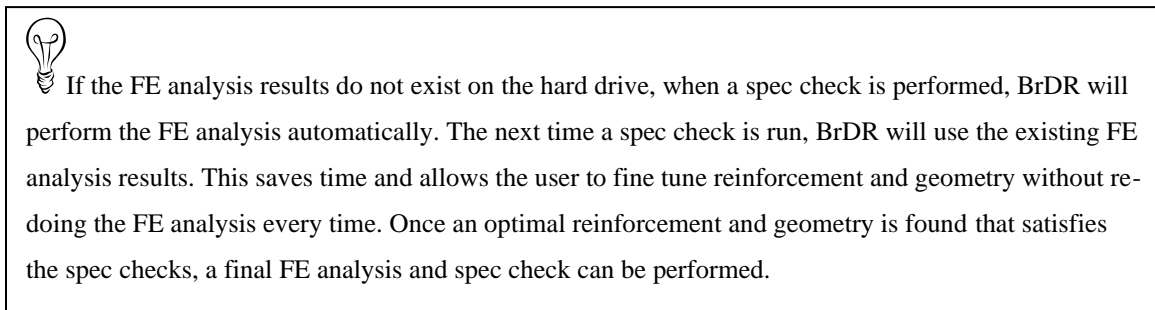 If the FE analysis results do not exist on the hard drive, when a spec check is performed, BrDR will
perform the FE analysis automatically. The next time a spec check is run, BrDR will use the existing FE
analysis results. This saves time and allows the user to fine tune reinforcement and geometry without re-
doing the FE analysis every time. Once an optimal reinforcement and geometry is found that satisfies
the spec checks, a final FE analysis and spec check can be performed.